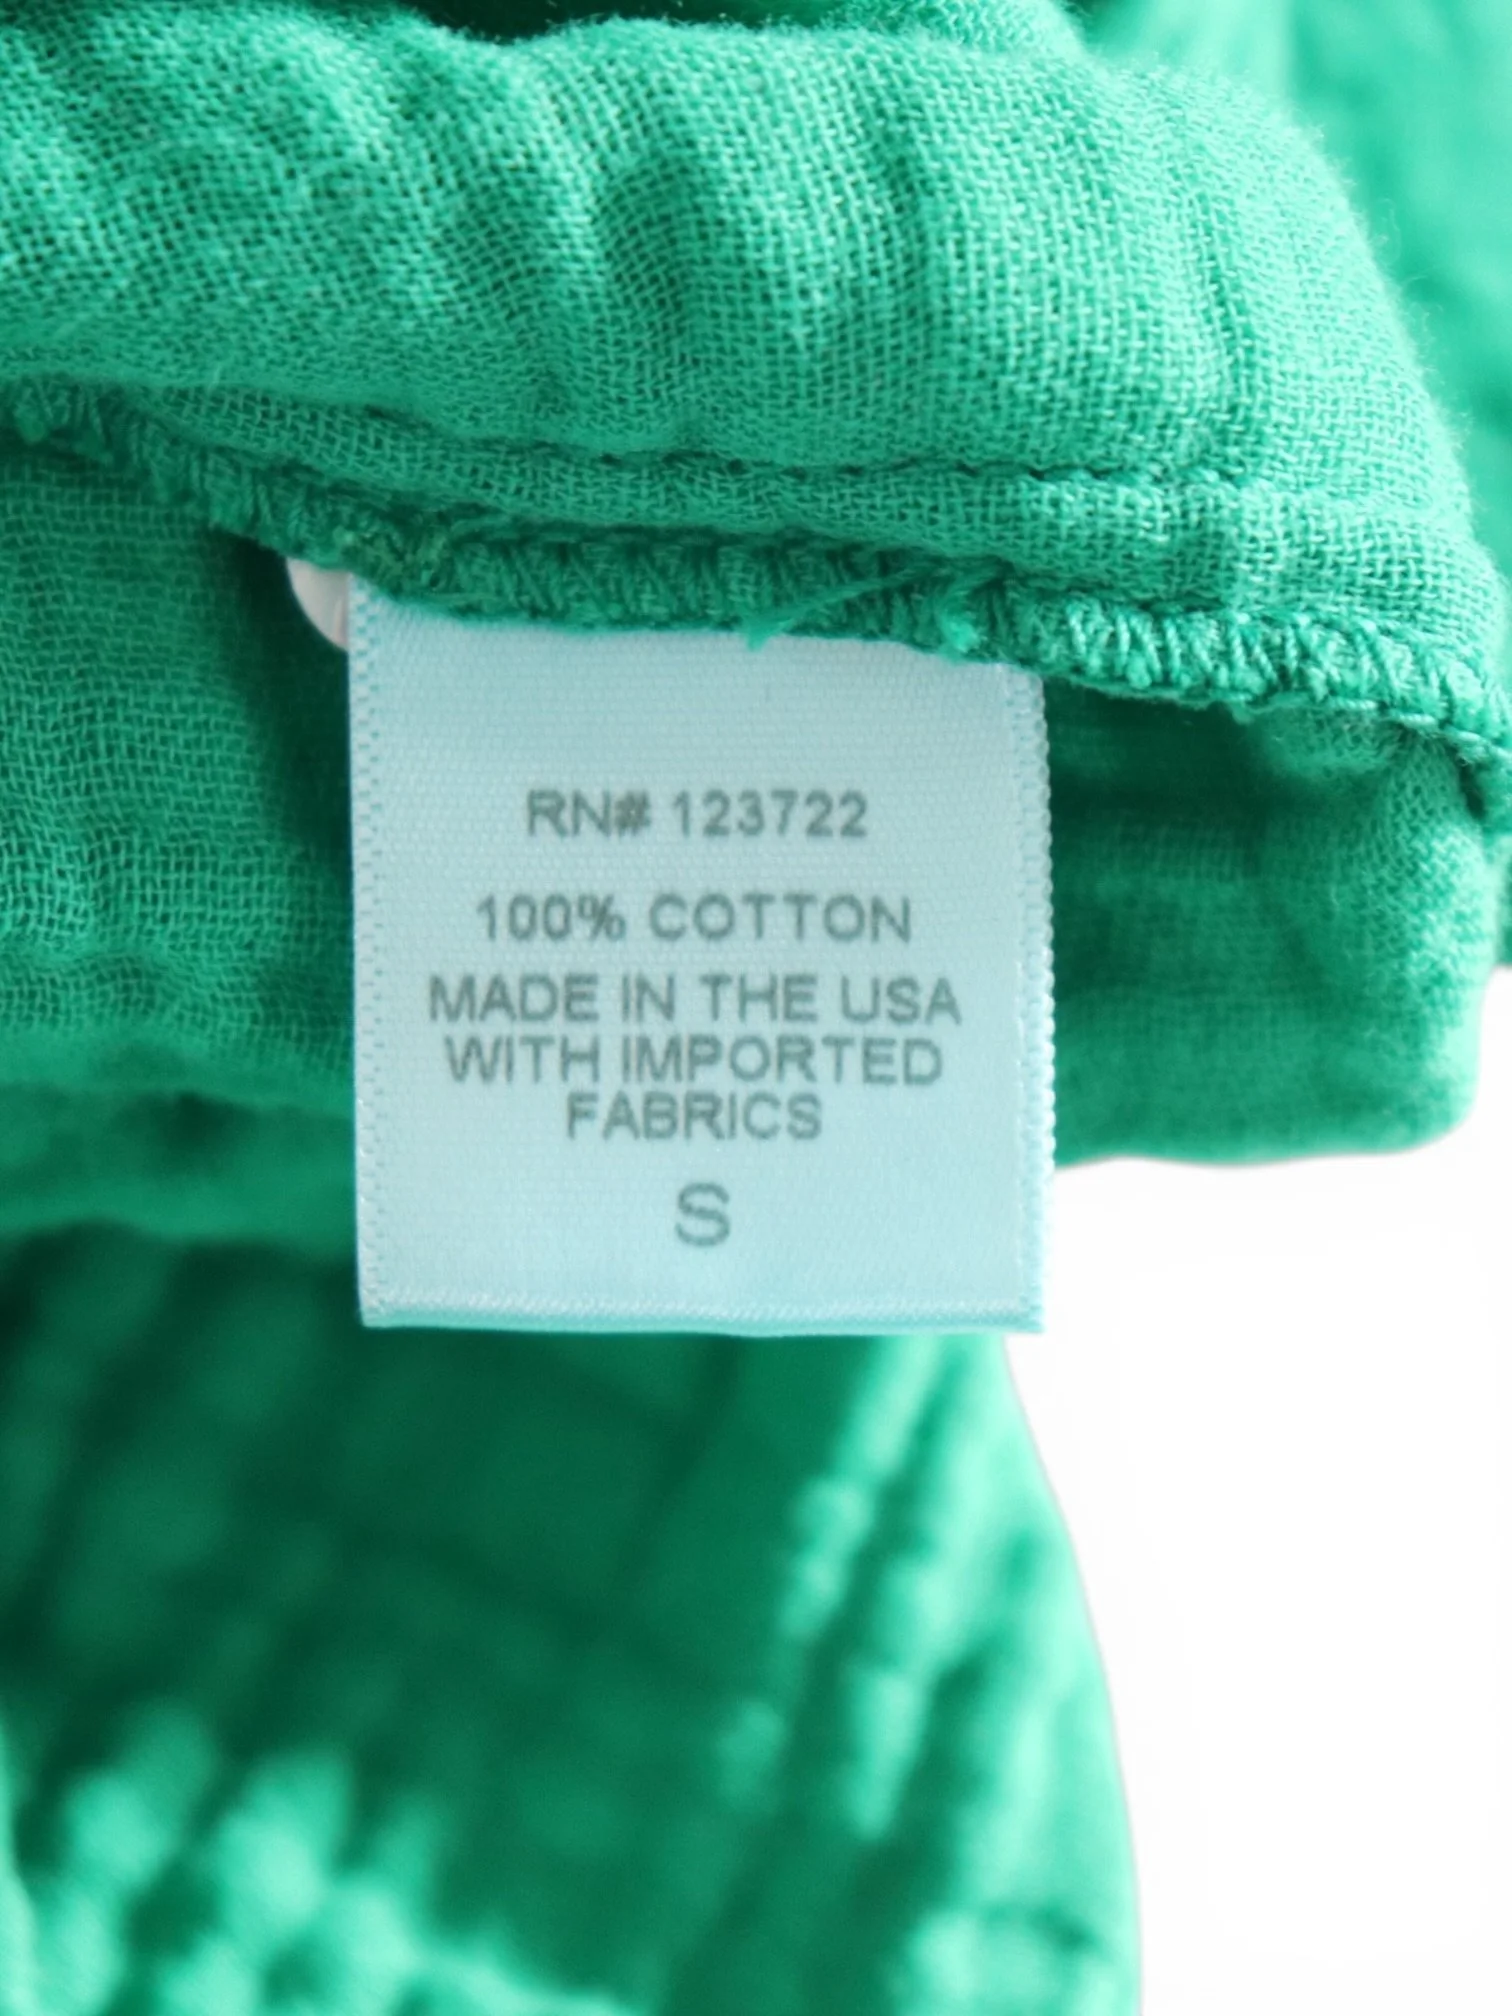 RN# 123722
100% COTTON
MADE IN THE USA
WITH IMPORTED
FABRICS
S